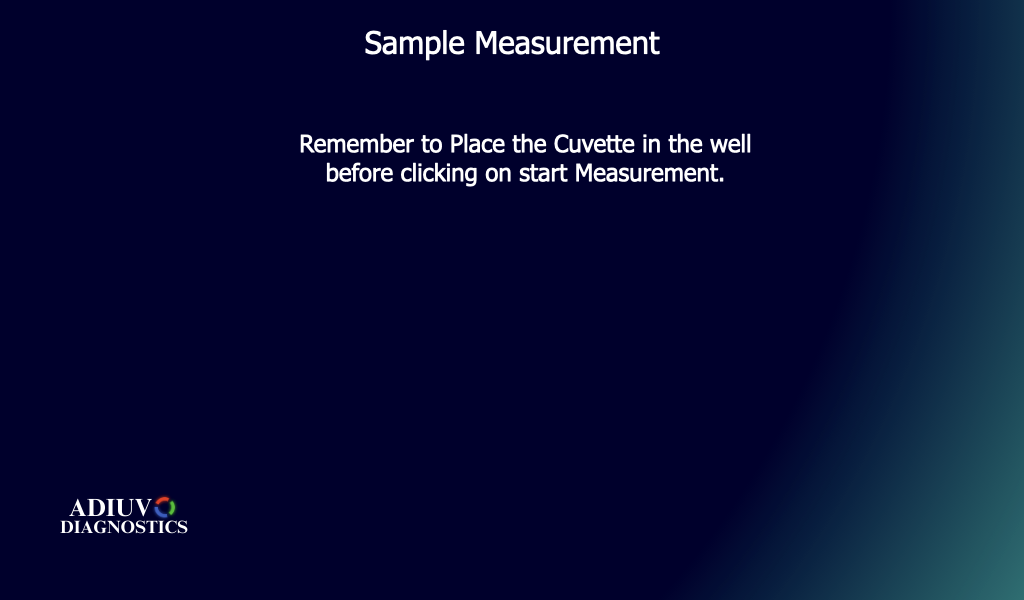 Sample Measurement
Remember to Place the Cuvette in the well
before clicking on start Measurement.
ADIUVO
DIAGNOSTICS